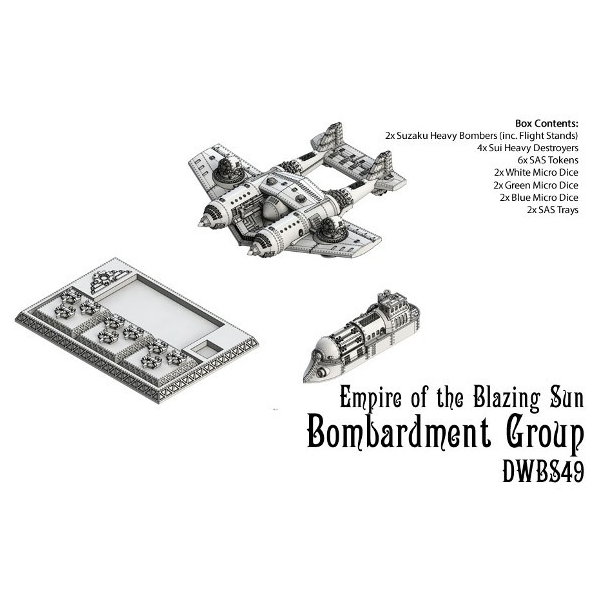 Box Contents:
2x Suzaku Heavy Bombers (inc. Flight Stands)
4x Sui Heavy Destroyers
6x SAS Tokens
2x White Micro Dice
2x Green Micro Dice
2x Blue Micro Dice
2x SAS Trays
Empire of the Blazing Sun
Bombardment Group
DWBS49